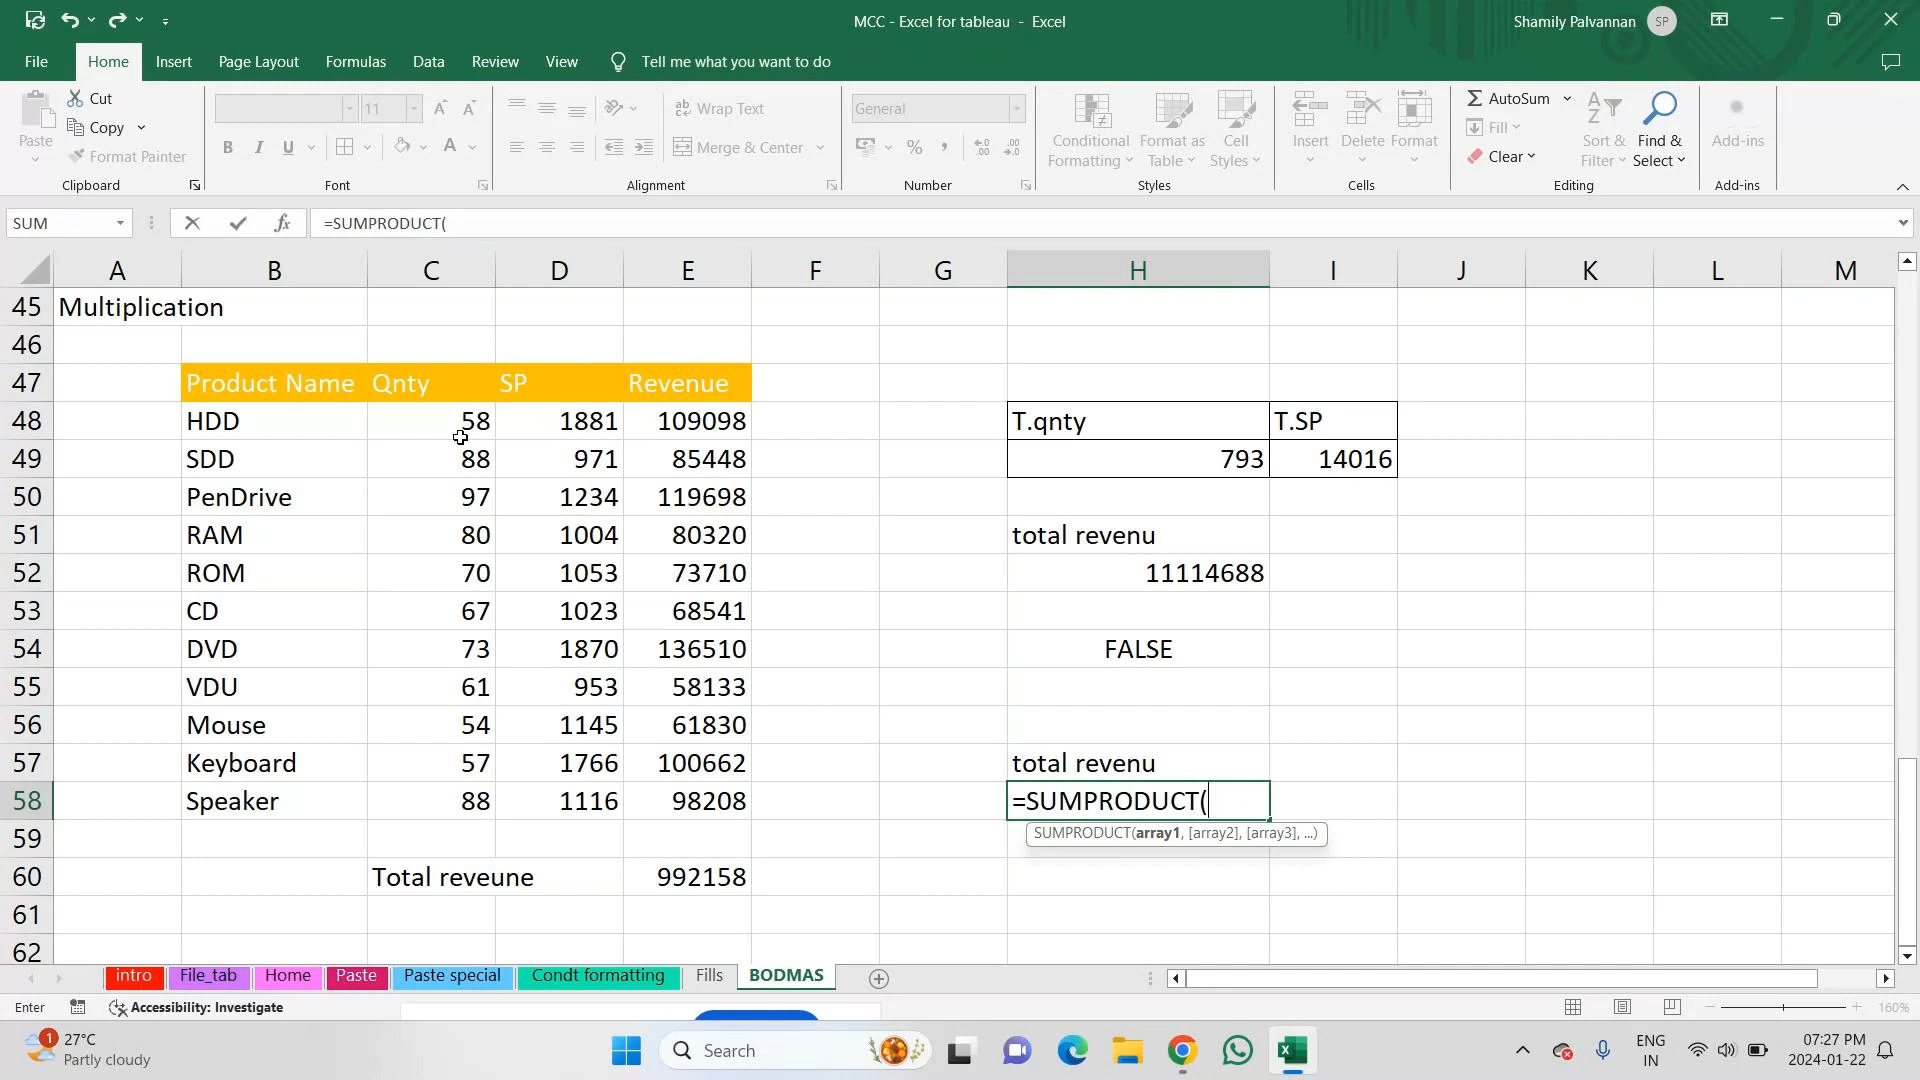 MCC - Excel for tableau - Excel
Shamily Palvannan SP
File Home Insert Page Layout Formulas Data Review View Tell me what you want to do
Cut
Copy
Format Painter
Paste
Clipboard
11
B I U
Font
Wrap Text
Merge & Center
Alignment
General
Number
Conditional Formatting
Format as Table
Cell Styles
Styles
Insert Delete Format
Cells
AutoSum
Fill
Clear
Sort & Filter
Find & Select
Editing
Add-ins
Add-ins
SUM fx =SUMPRODUCT(
A B C D E F G H I J K L M
45 Multiplication
46
47 Product Name Qnty SP Revenue
48 HDD 58 1881 109098 T.qnty T.SP
49 SDD 88 971 85448 793 14016
50 PenDrive 97 1234 119698
51 RAM 80 1004 80320 total revenu
52 ROM 70 1053 73710 11114688
53 CD 67 1023 68541
54 DVD 73 1870 136510 FALSE
55 VDU 61 953 58133
56 Mouse 54 1145 61830
57 Keyboard 57 1766 100662 total revenu
58 Speaker 88 1116 98208 =SUMPRODUCT(
SUMPRODUCT(array1, [array2], [array3], ...)
59
60 Total reveune 992158
61
62
intro File_tab Home Paste Paste special Condt formatting Fills BODMAS
Enter Accessibility: Investigate 160%
1 27°C
Partly cloudy
Search
ENG
IN
07:27 PM
2024-01-22